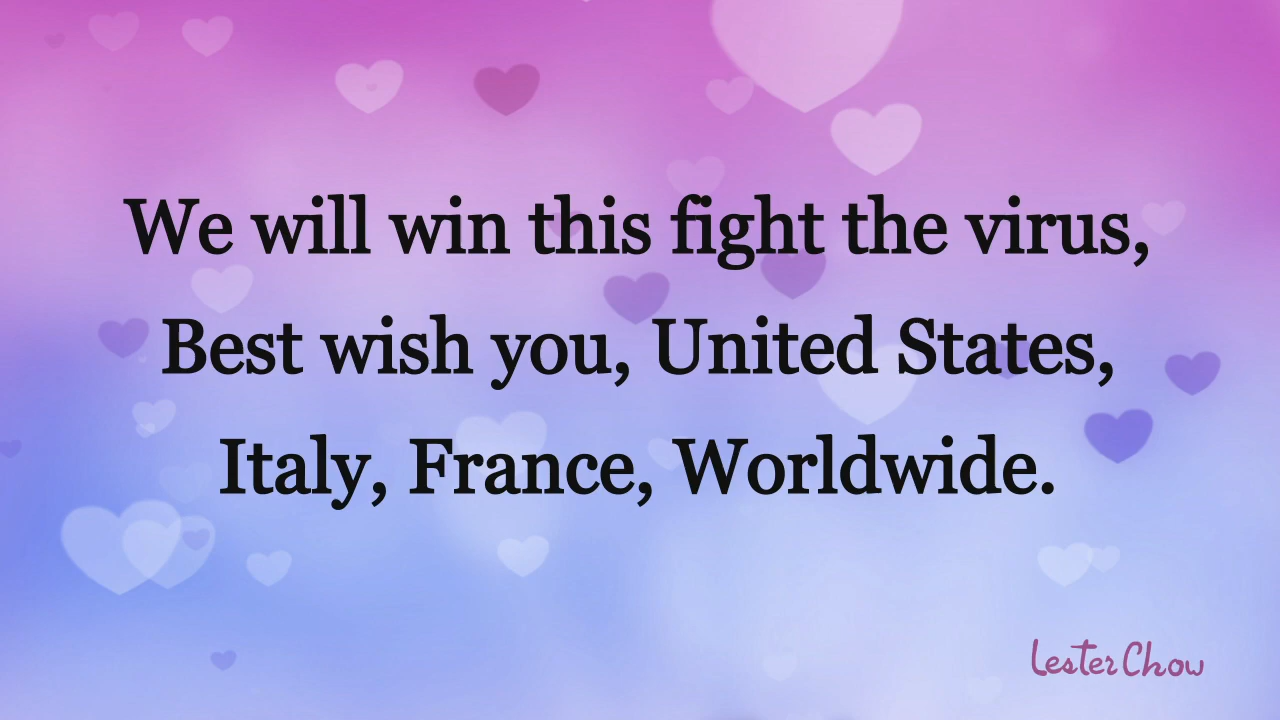 We will win this fight the virus,
Best wish you, United States,
Italy, France, Worldwide.
Lester Chow